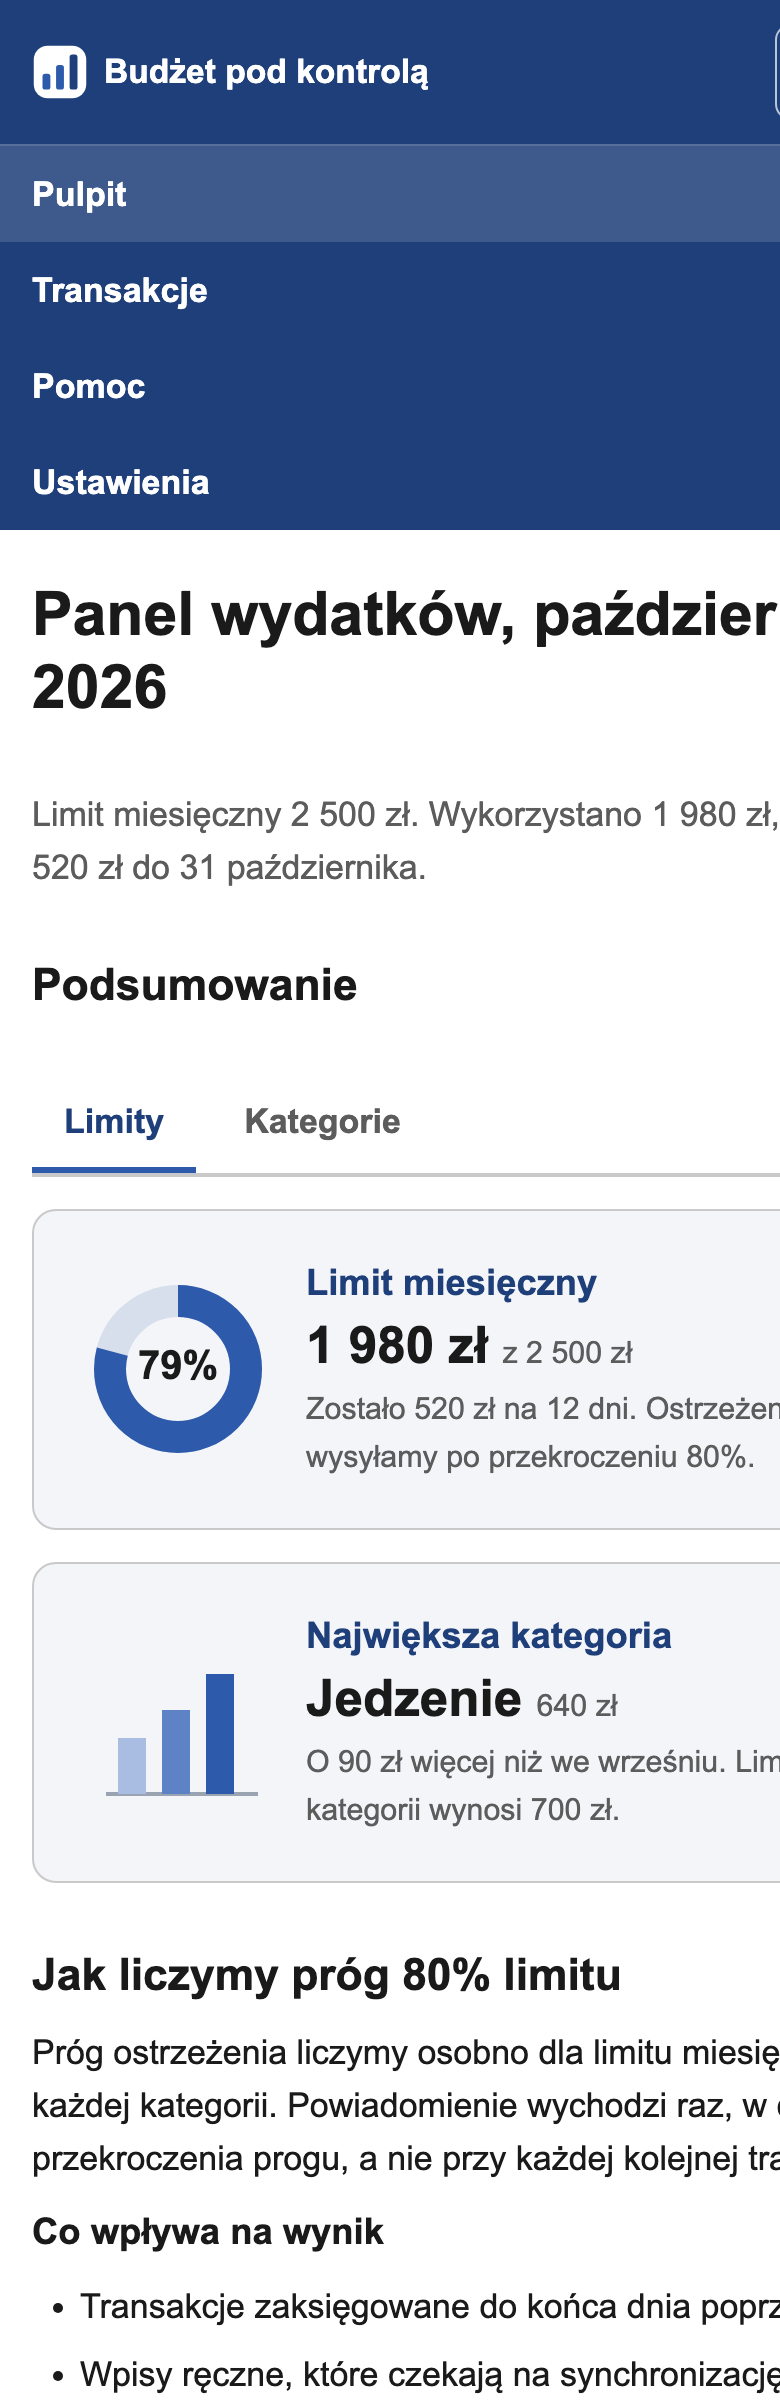 Budżet pod kontrolą
Pulpit
Transakcje
Pomoc
Ustawienia
Panel wydatków, paździer
2026
Limit miesięczny 2 500 zł. Wykorzystano 1 980 zł,
520 zł do 31 października.
Podsumowanie
Limity Kategorie
79%
Limit miesięczny
1 980 zł z 2 500 zł
Zostało 520 zł na 12 dni. Ostrzeżen
wysyłamy po przekroczeniu 80%.
Największa kategoria
Jedzenie 640 zł
O 90 zł więcej niż we wrześniu. Lim
kategorii wynosi 700 zł.
Jak liczymy próg 80% limitu
Próg ostrzeżenia liczymy osobno dla limitu miesię
każdej kategorii. Powiadomienie wychodzi raz, w
przekroczenia progu, a nie przy każdej kolejnej tra
Co wpływa na wynik
• Transakcje zaksięgowane do końca dnia poprz
• Wpisy ręczne, które czekają na synchronizację